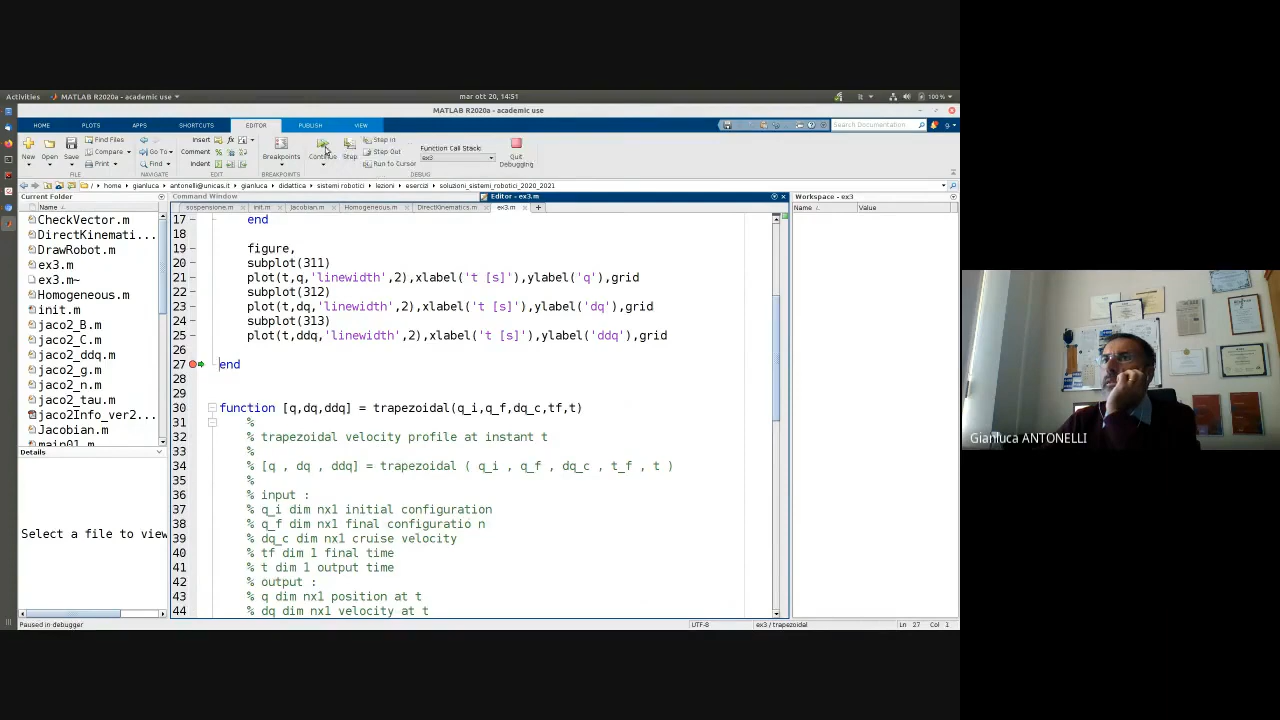 Activities MATLAB R2020a - academic use mar ott 20, 14:51 it 100 %
MATLAB R2020a - academic use
HOME PLOTS APPS SHORTCUTS EDITOR PUBLISH VIEW Search Documentation
New Open Save Find Files Compare Print Go To Find Insert Comment Indent Breakpoints Continue Step Step In Step Out Run to Cursor Function Call Stack: ex3 Quit Debugging
FILE NAVIGATE EDIT BREAKPOINTS DEBUG
/ home gianluca antonelli@unicas.it gianluca didattica sistemi robotici lezioni esercizi soluzioni_sistemi_robotici_2020_2021
Current Folder
Name
CheckVector.m
DirectKinemati...
DrawRobot.m
ex3.m
ex3.m~
Homogeneous.m
init.m
jaco2_B.m
jaco2_C.m
jaco2_ddq.m
jaco2_g.m
jaco2_n.m
jaco2_tau.m
jaco2Info_ver2...
Jacobian.m
main01.m
Details
Select a file to view
Command Window
Editor - ex3.m
sospensione.m init.m Jacobian.m Homogeneous.m DirectKinematics.m ex3.m
17 end
18
19 figure,
20 subplot(311)
21 plot(t,q,'linewidth',2),xlabel('t [s]'),ylabel('q'),grid
22 subplot(312)
23 plot(t,dq,'linewidth',2),xlabel('t [s]'),ylabel('dq'),grid
24 subplot(313)
25 plot(t,ddq,'linewidth',2),xlabel('t [s]'),ylabel('ddq'),grid
26
27 end
28
29
30 function [q,dq,ddq] = trapezoidal(q_i,q_f,dq_c,tf,t)
31 %
32 % trapezoidal velocity profile at instant t
33 %
34 % [q , dq , ddq] = trapezoidal ( q_i , q_f , dq_c , t_f , t )
35 %
36 % input :
37 % q_i dim nx1 initial configuration
38 % q_f dim nx1 final configuratio n
39 % dq_c dim nx1 cruise velocity
40 % tf dim 1 final time
41 % t dim 1 output time
42 % output :
43 % q dim nx1 position at t
44 % dq dim nx1 velocity at t
Workspace - ex3
Name Value
Paused in debugger UTF-8 ex3 / trapezoidal Ln 27 Col 1
Gianluca ANTONELLI